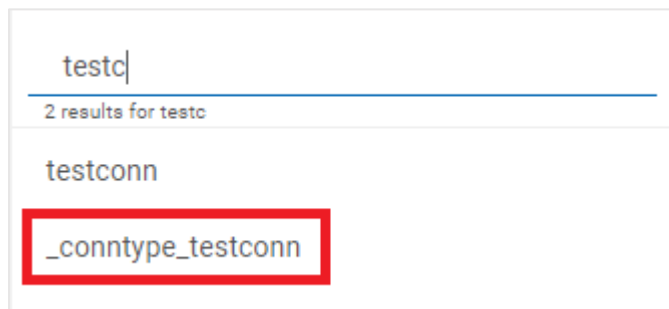 testc
2 results for testc
testconn
_conntype_testconn